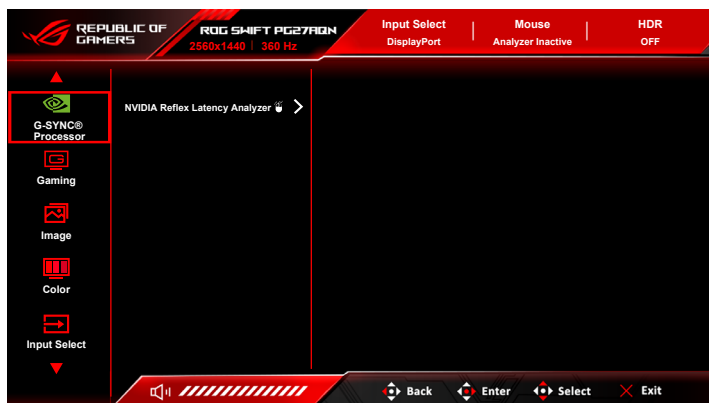 REPUBLIC OF
GAMERS
ROG SWIFT PG27AQN
2560x1440 | 360 Hz
Input Select
DisplayPort
Mouse
Analyzer Inactive
HDR
OFF
G-SYNC®
Processor
NVIDIA Reflex Latency Analyzer
Gaming
Image
Color
Input Select
Back
Enter
Select
Exit